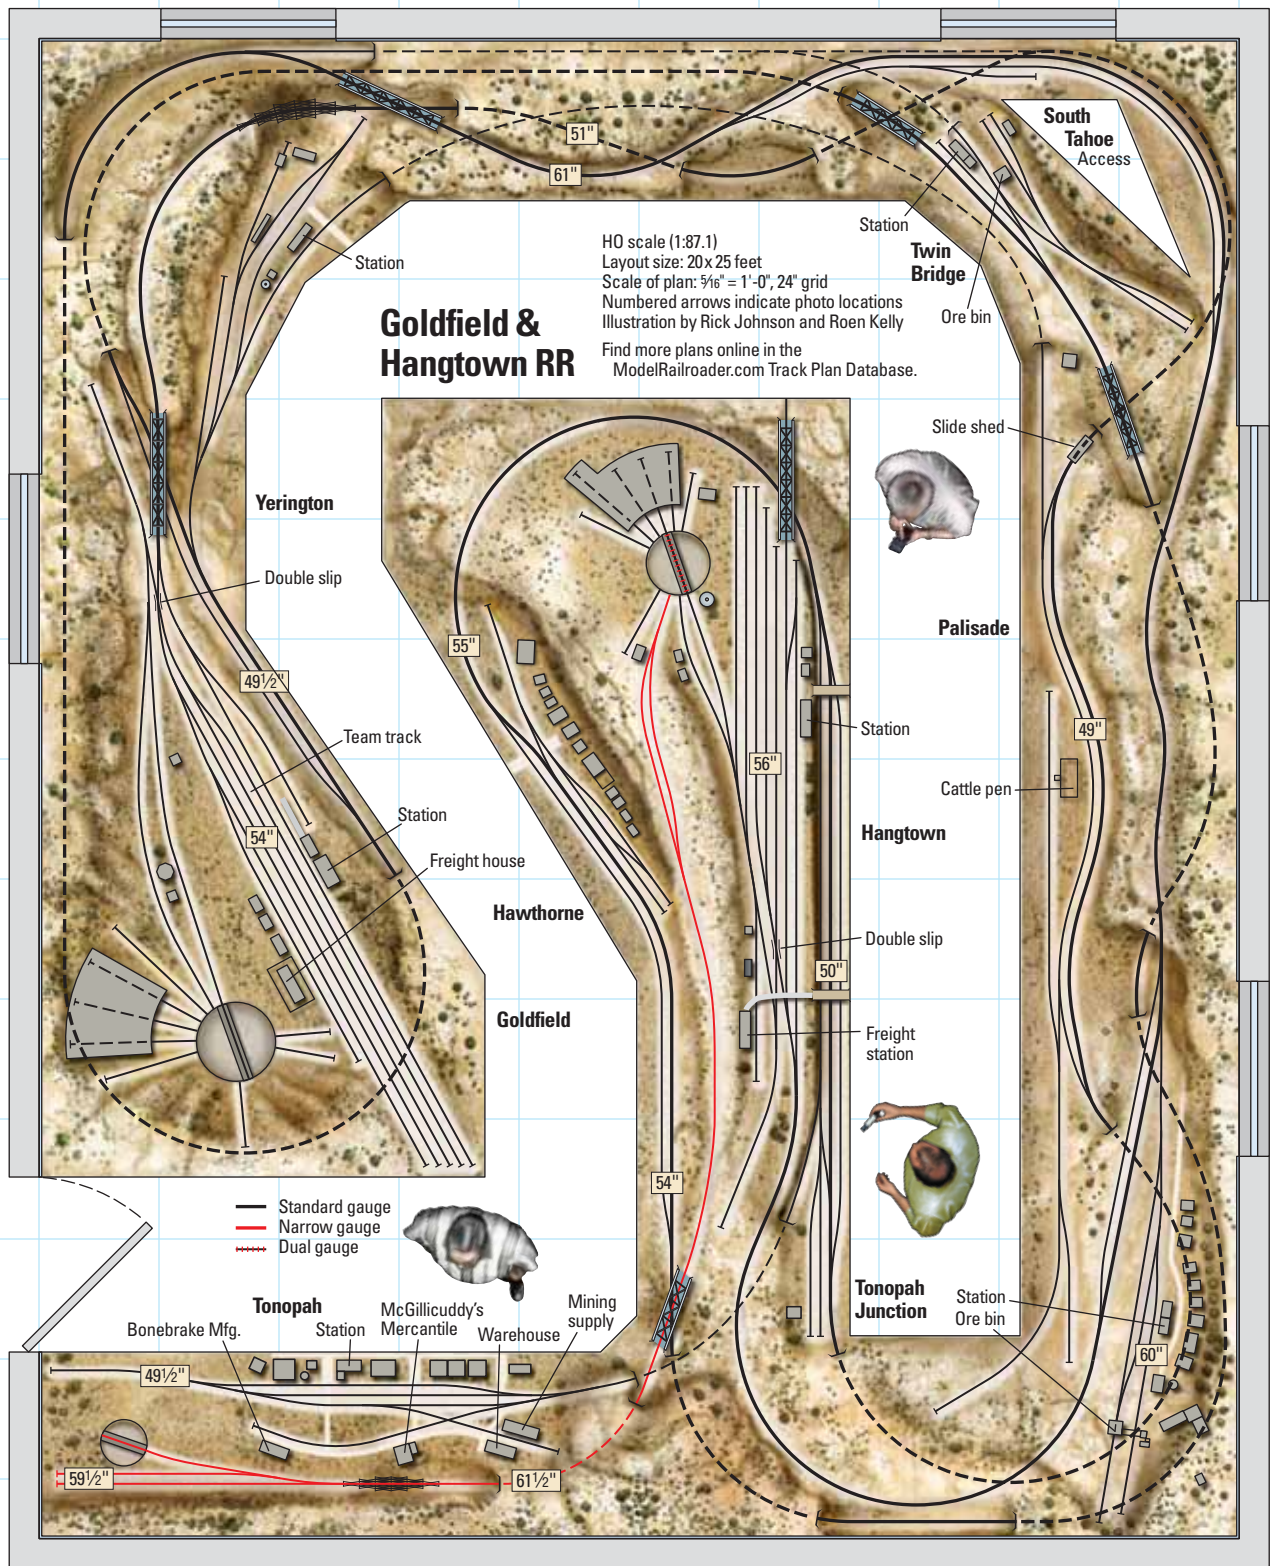 South
Tahoe
Access
51"
61"
Station
Station
Twin
Bridge
Ore bin
HO scale (1:87.1)
Layout size: 20 x 25 feet
Scale of plan: 5/16" = 1'-0", 24" grid
Numbered arrows indicate photo locations
Illustration by Rick Johnson and Roen Kelly
Find more plans online in the
ModelRailroader.com Track Plan Database.
Goldfield &
Hangtown RR
Slide shed
Yerington
Double slip
Palisade
55"
49½"
Team track
Station
49"
56"
Cattle pen
Station
54"
Hangtown
Freight house
Hawthorne
Double slip
50"
Goldfield
Freight
station
54"
Standard gauge
Narrow gauge
Dual gauge
Tonopah
Junction
Station
Ore bin
60"
Tonopah
McGillicuddy's
Mercantile
Mining
supply
Bonebrake Mfg.
Station
Warehouse
49½"
59½"
61½"